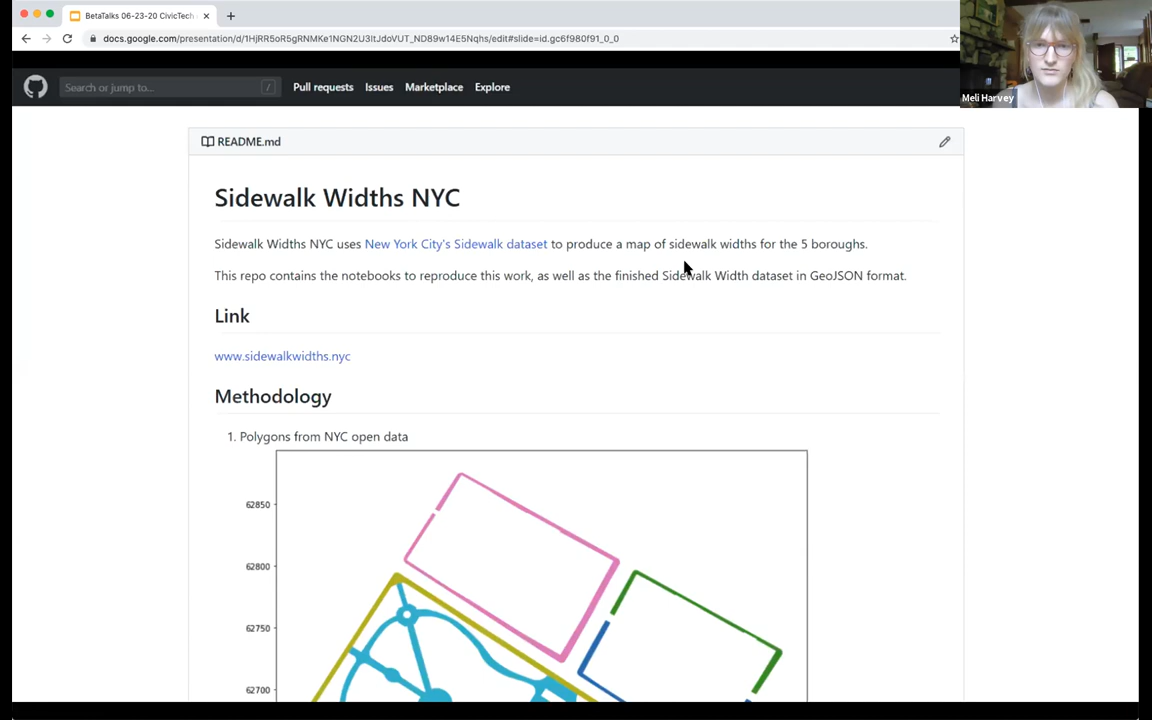 BetaTalks 06-23-20 CivicTech
docs.google.com/presentation/d/1HjRR5oR5gRNMKe1NGN2U3ltJdoVUT_ND89w14E5Nqhs/edit#slide=id.gc6f980f91_0_0
Meli Harvey
Search or jump to... /
Pull requests Issues Marketplace Explore
README.md
Sidewalk Widths NYC
Sidewalk Widths NYC uses New York City's Sidewalk dataset to produce a map of sidewalk widths for the 5 boroughs.
This repo contains the notebooks to reproduce this work, as well as the finished Sidewalk Width dataset in GeoJSON format.
Link
www.sidewalkwidths.nyc
Methodology
1. Polygons from NYC open data
62850
62800
62750
62700